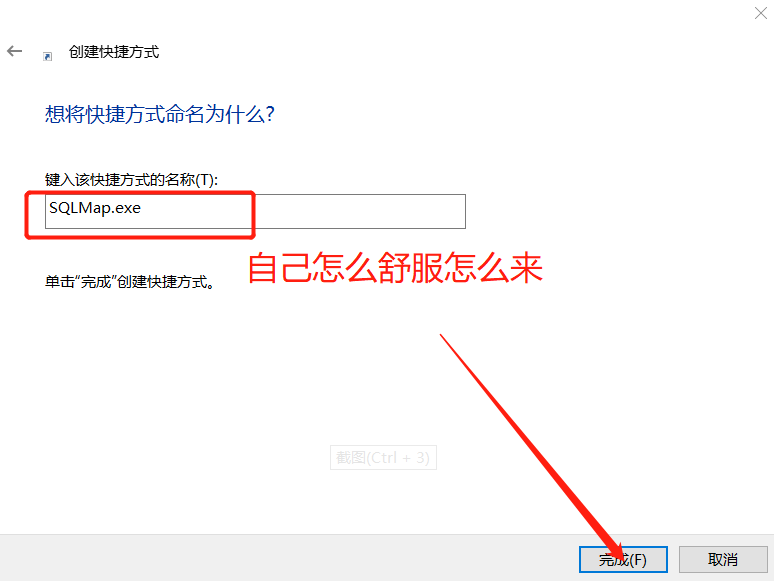 创建快捷方式
想将快捷方式命名为什么?
键入该快捷方式的名称(T):
SQLMap.exe
自己怎么舒服怎么来
单击“完成”创建快捷方式。
截图(Ctrl + 3)
完成(F)
取消